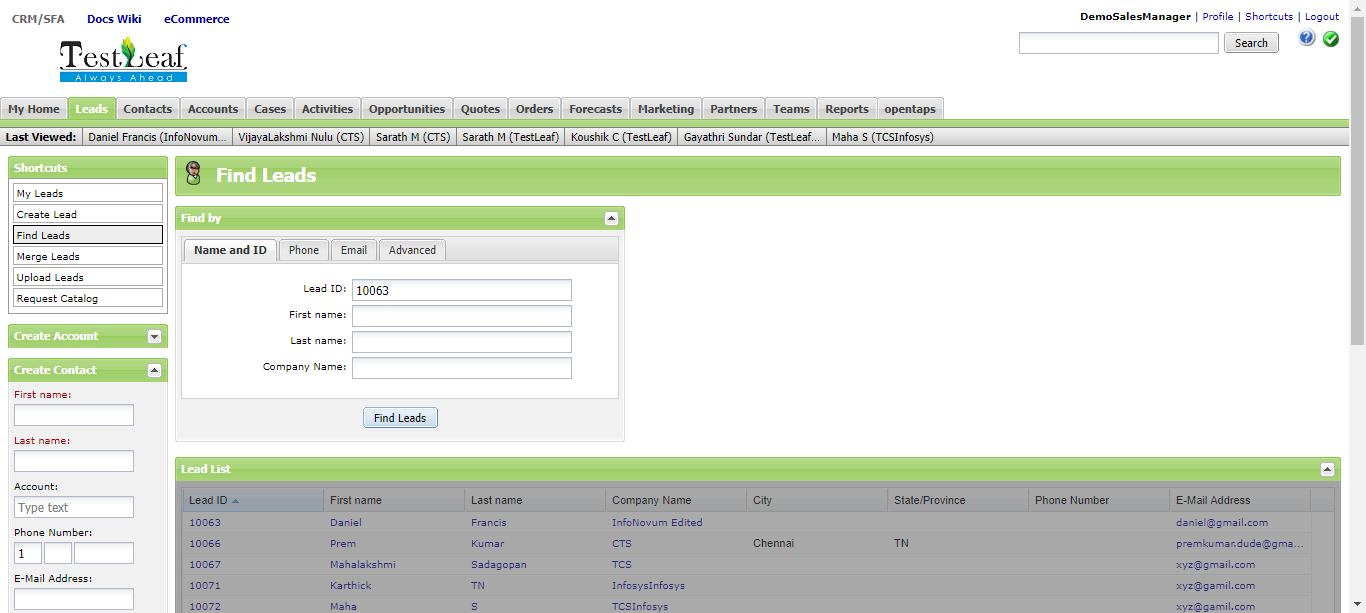 CRM/SFA Docs Wiki eCommerce
DemoSalesManager | Profile | Shortcuts | Logout
TestLeaf
Always Ahead
Search
My Home Leads Contacts Accounts Cases Activities Opportunities Quotes Orders Forecasts Marketing Partners Teams Reports opentaps
Last Viewed: Daniel Francis (InfoNovum... VijayaLakshmi Nulu (CTS) Sarath M (CTS) Sarath M (TestLeaf) Koushik C (TestLeaf) Gayathri Sundar (TestLeaf... Maha S (TCSInfosys)
Shortcuts
My Leads
Create Lead
Find Leads
Merge Leads
Upload Leads
Request Catalog
Create Account
Create Contact
First name:
Last name:
Account:
Type text
Phone Number:
1
E-Mail Address:
Find Leads
Find by
Name and ID Phone Email Advanced
Lead ID: 10063
First name:
Last name:
Company Name:
Find Leads
Lead List
Lead ID First name Last name Company Name City State/Province Phone Number E-Mail Address
10063 Daniel Francis InfoNovum Edited daniel@gmail.com
10066 Prem Kumar CTS Chennai TN premkumar.dude@gma...
10067 Mahalakshmi Sadagopan TCS xyz@gmail.com
10071 Karthick TN InfosysInfosys xyz@gamil.com
10072 Maha S TCSInfosys xyz@gmail.com